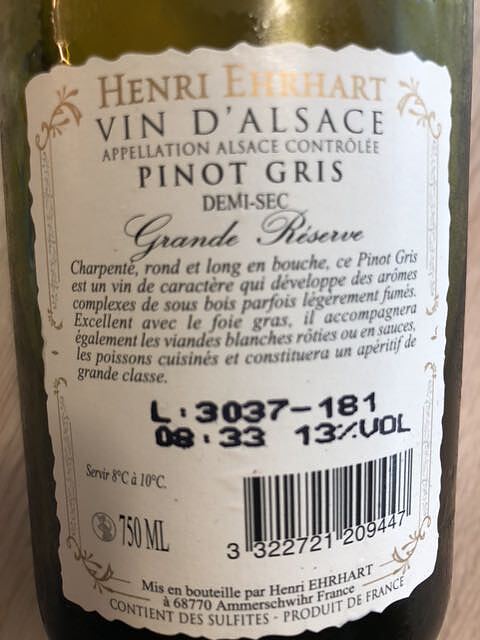 HENRI EHRHART
VIN D'ALSACE
APPELLATION ALSACE CONTRÔLÉE
PINOT GRIS
DEMI-SEC
Grande Réserve
Charpenté, rond et long en bouche, ce Pinot Gris
est un vin de caractère qui développe des arômes
complexes de sous bois parfois légèrement fumés.
Excellent avec le foie gras, il accompagnera
également les viandes blanches rôties ou en sauces,
les poissons cuisinés et constituera un apéritif de
grande classe.
L:3037-181
08:33 13%VOL
Servir 8°C à 10°C.
750 ML
3 322721 209447
Mis en bouteille par Henri EHRHART
à 68770 Ammerschwihr France
CONTIENT DES SULFITES - PRODUIT DE FRANCE